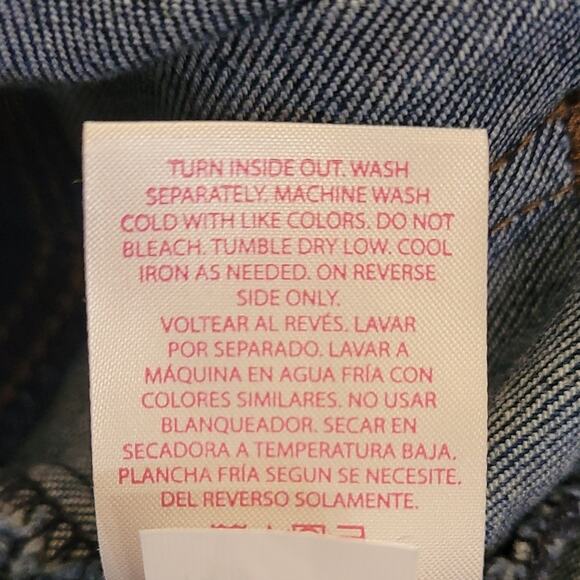 TURN INSIDE OUT. WASH
SEPARATELY. MACHINE WASH
COLD WITH LIKE COLORS. DO NOT
BLEACH. TUMBLE DRY LOW. COOL
IRON AS NEEDED. ON REVERSE
SIDE ONLY.
VOLTEAR AL REVÉS. LAVAR
POR SEPARADO. LAVAR A
MÁQUINA EN AGUA FRÍA CON
COLORES SIMILARES. NO USAR
BLANQUEADOR. SECAR EN
SECADORA A TEMPERATURA BAJA.
PLANCHA FRÍA SEGUN SE NECESITE.
DEL REVERSO SOLAMENTE.